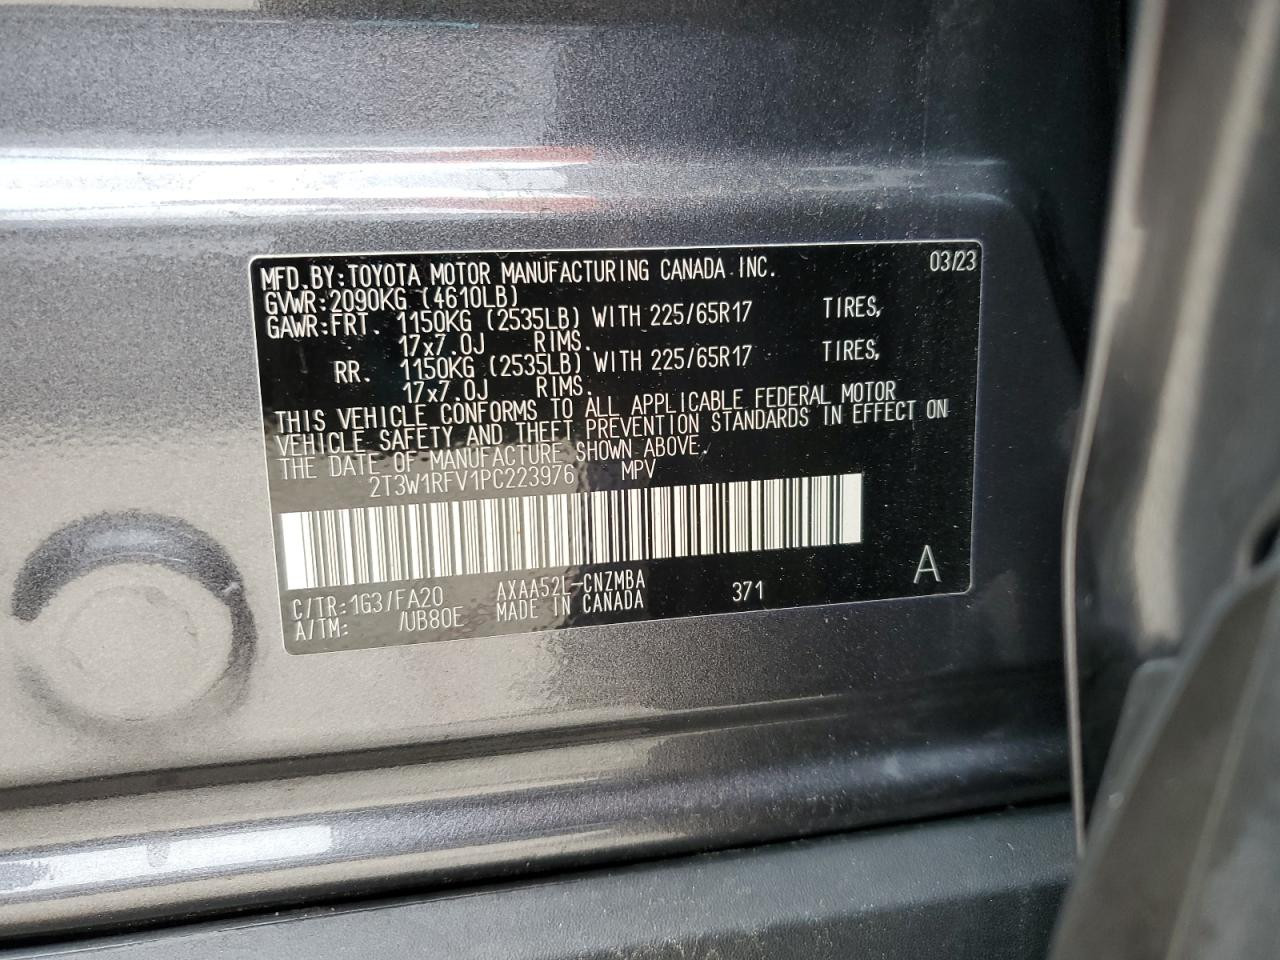 MFD.BY:TOYOTA MOTOR MANUFACTURING CANADA INC. 03/23
GVWR:2090KG (4610LB)
GAWR:FRT. 1150KG (2535LB) WITH 225/65R17 TIRES,
17x7.0J RIMS.
RR. 1150KG (2535LB) WITH 225/65R17 TIRES,
17x7.0J RIMS.
THIS VEHICLE CONFORMS TO ALL APPLICABLE FEDERAL MOTOR
VEHICLE SAFETY AND THEFT PREVENTION STANDARDS IN EFFECT ON
THE DATE OF MANUFACTURE SHOWN ABOVE.
2T3W1RFV1PC223976 MPV
C/TR:1G3/FA20 AXAA52L-CNZMBA 371 A
A/TM: /UB80E MADE IN CANADA